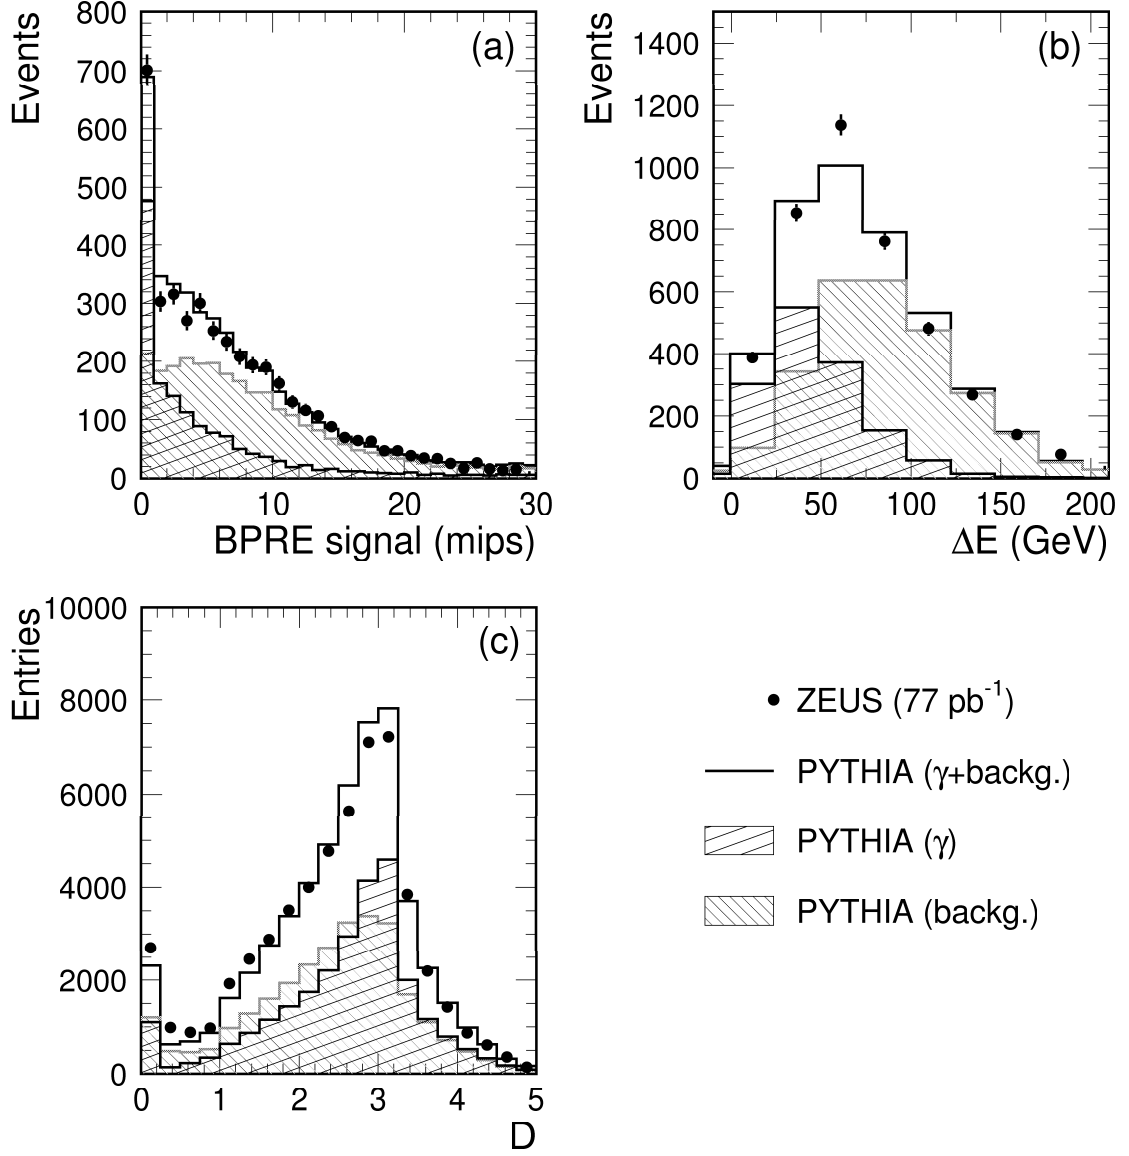 (a)
Events
800
700
600
500
400
300
200
100
0
0 10 20 30
BPRE signal (mips)
(b)
Events
1400
1200
1000
800
600
400
200
0
0 50 100 150 200
ΔE (GeV)
(c)
Entries
10000
8000
6000
4000
2000
0
0 1 2 3 4 5
D
ZEUS (77 pb⁻¹)
PYTHIA (γ+backg.)
PYTHIA (γ)
PYTHIA (backg.)